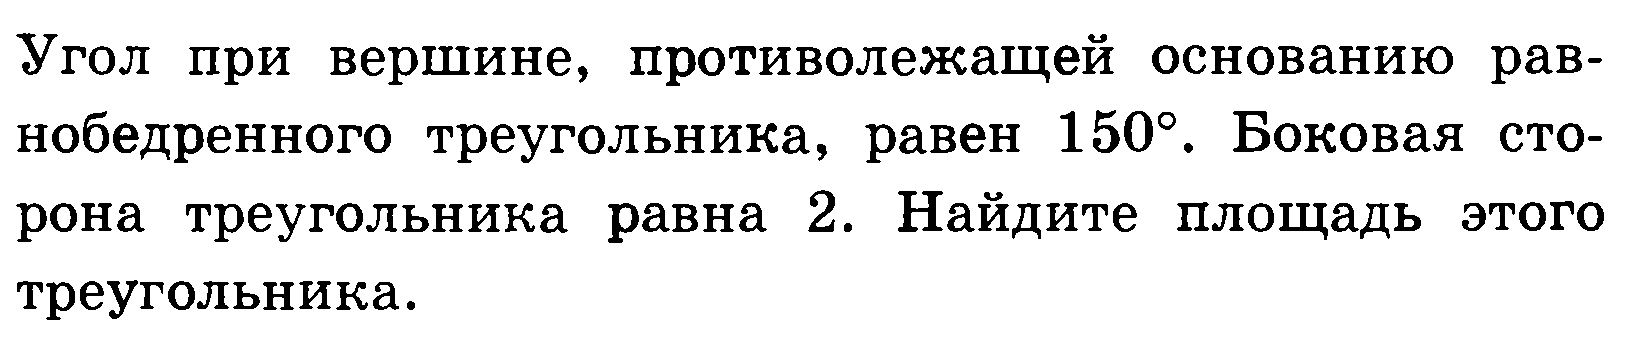 Угол при вершине, противолежащей основанию рав-
нобедренного треугольника, равен 150°. Боковая сто-
рона треугольника равна 2. Найдите площадь этого
треугольника.